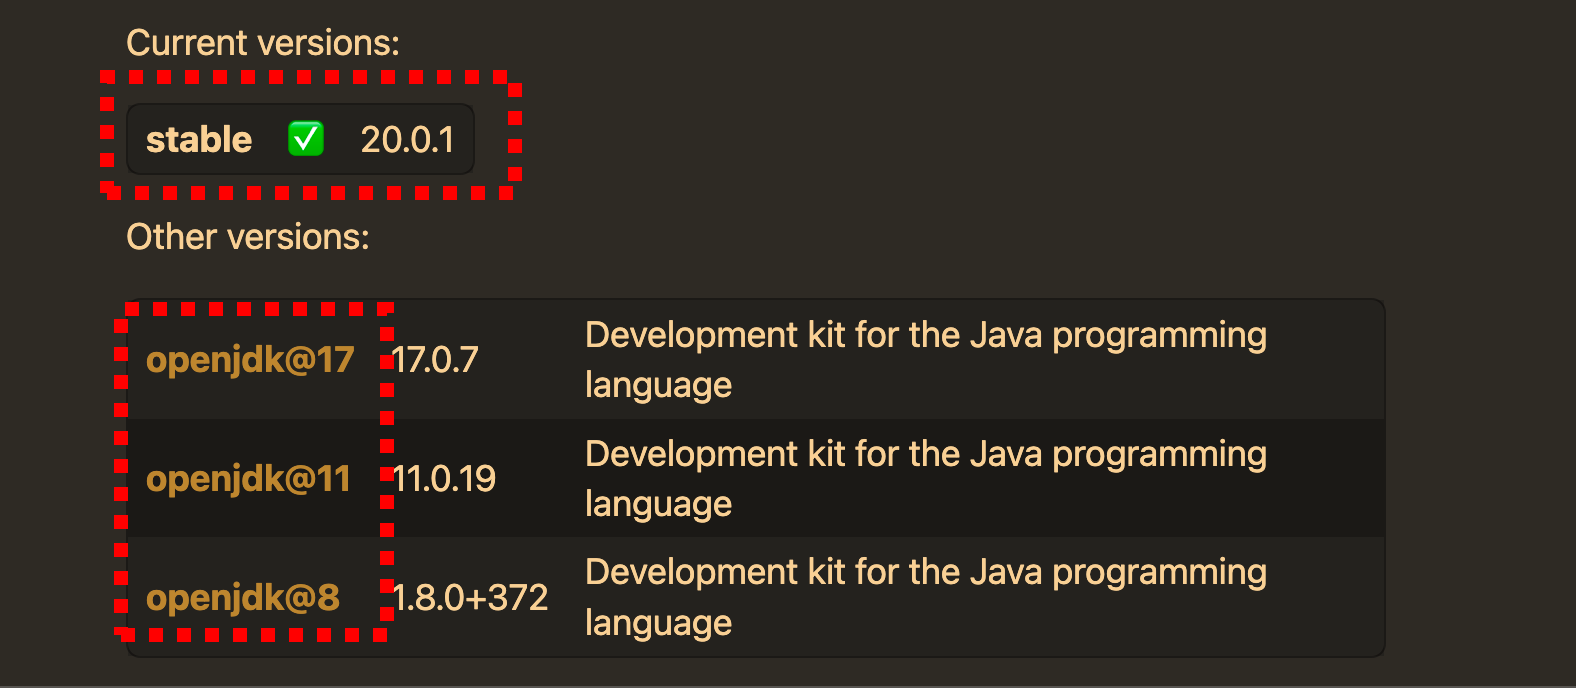 Current versions:
stable ✅ 20.0.1
Other versions:
openjdk@17 17.0.7 Development kit for the Java programming
language
openjdk@11 11.0.19 Development kit for the Java programming
language
openjdk@8 1.8.0+372 Development kit for the Java programming
language